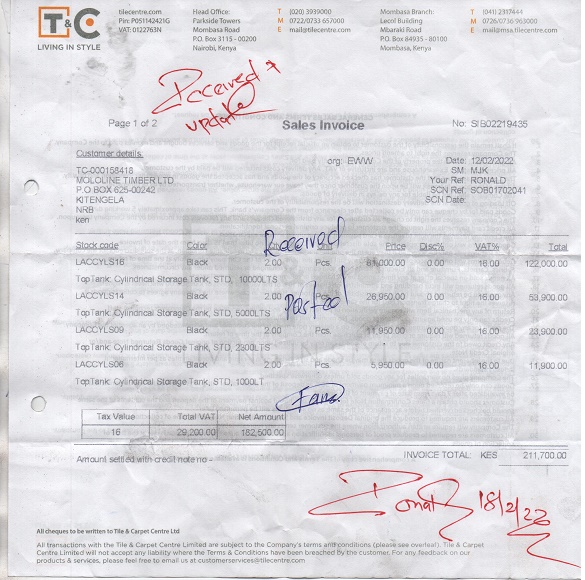 T&C
LIVING IN STYLE
tilecentre.com
Pin: P051142421G
VAT: 0122763N
Head Office:
Parkside Towers
Mombasa Road
P.O. Box 3115 - 00200
Nairobi, Kenya
T (020) 3939000
M 0722/0733 657000
M Mail@tilecentre.com
Mombasa Branch:
Leonl Building
Mbaraki Road
P.O. Box 84935 - 80100
Mombasa, Kenya
T (041) 2317444
M 0726/0736 963000
M email@msa.tilecentre.com
Received &
update
Page 1 of 2
Sales Invoice
No: SIB02219435
Customer details:
TC-000158418
MOLOLINE TIMBER LTD
P.O BOX 625-00242
KITENGELA
NRB
ken
org: EWW
Date: 12/02/2022
SM: MJK
Your Ref: RONALD
SCN Ref: SOB01702041
SCN Date:
Received
Stock code Color Price Disc% VAT% Total
LACCYLS16 Black 2.00 Pcs. 61,000.00 0.00 16.00 122,000.00
TopTank: Cylindrical Storage Tank, STD, 10000LTS
LACCYLS14 Black 2.00 Pcs. 26,950.00 0.00 16.00 53,900.00
TopTank: Cylindrical Storage Tank, STD, 5000LTS
Posted
LACCYLS09 Black 2.00 Pcs. 11,950.00 0.00 16.00 23,900.00
TopTank: Cylindrical Storage Tank, STD, 2300LTS
LIVING IN STYLE
LACCYLS06 Black 2.00 Pcs. 5,950.00 0.00 16.00 11,900.00
TopTank: Cylindrical Storage Tank, STD, 1000LT
Tax Value Total VAT Net Amount
16 29,200.00 182,500.00
Amount settled with credit note no -
INVOICE TOTAL: KES 211,700.00
Ronald 18/2/22
All cheques to be written to Tile & Carpet Centre Ltd
All transactions with the Tile & Carpet Centre Limited are subject to the Company's terms and conditions (please see overleaf). Tile & Carpet
Centre Limited will not accept any liability where the Terms & Conditions have been breached by the customer. For any feedback on our
products & services, please feel free to email us at customerservices@tilecentre.com